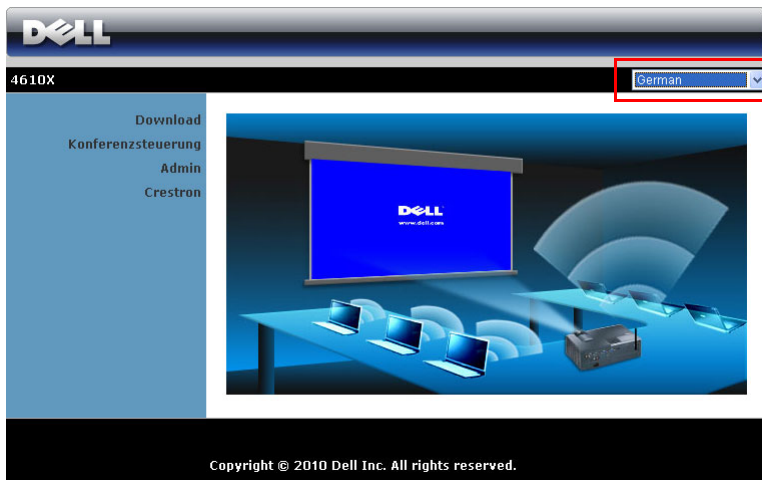 DELL
4610X
German
Download
Konferenzsteuerung
Admin
Crestron
DELL
www.dell.com
Copyright © 2010 Dell Inc. All rights reserved.